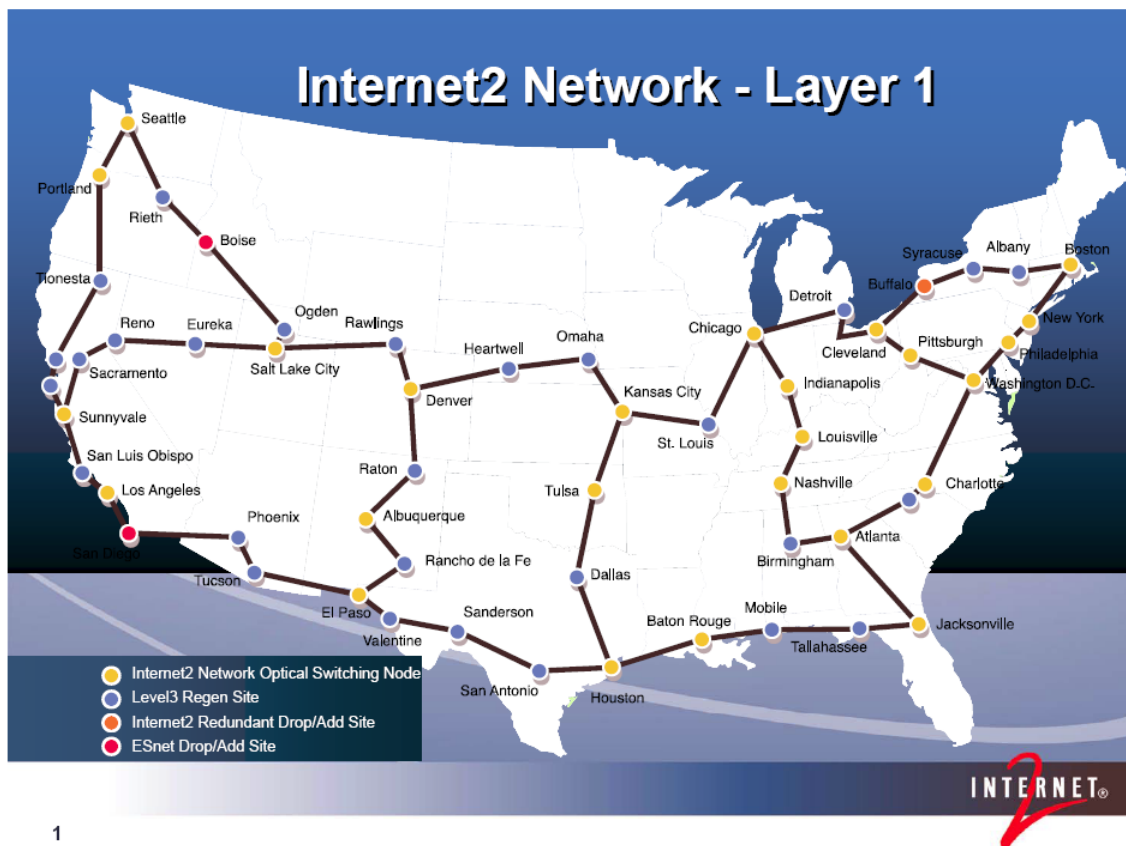 Internet2 Network - Layer 1
Seattle
Portland
Rieth
Boise
Tionesta
Ogden
Reno
Eureka
Rawlings
Sacramento
Salt Lake City
Sunnyvale
San Luis Obispo
Los Angeles
San Diego
Phoenix
Tucson
Heartwell
Omaha
Denver
Kansas City
Raton
Albuquerque
Rancho de la Fe
El Paso
Valentine
Sanderson
San Antonio
Houston
Tulsa
Dallas
St. Louis
Chicago
Detroit
Indianapolis
Louisville
Nashville
Birmingham
Atlanta
Charlotte
Baton Rouge
Mobile
Tallahassee
Jacksonville
Cleveland
Pittsburgh
Buffalo
Syracuse
Albany
Boston
New York
Philadelphia
Washington D.C.
Internet2 Network Optical Switching Node
Level3 Regen Site
Internet2 Redundant Drop/Add Site
ESnet Drop/Add Site
INTERNET®
2
1